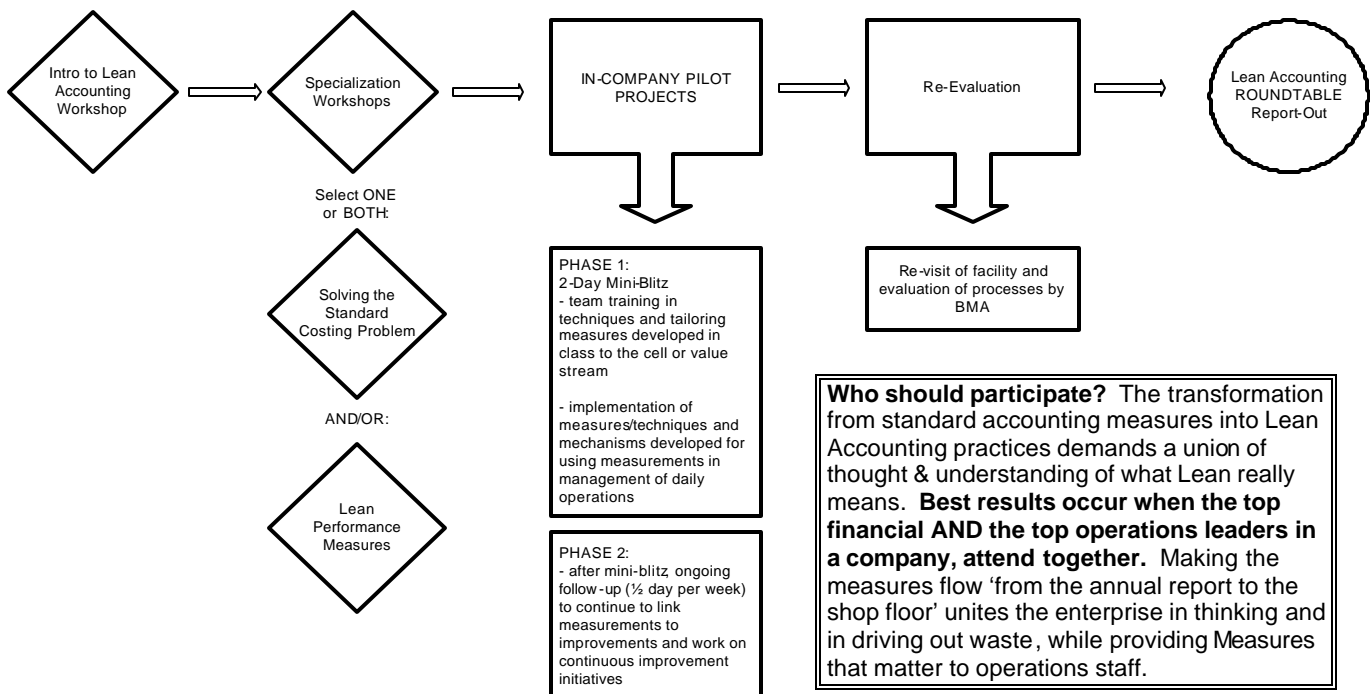 Intro to Lean
Accounting
Workshop
Specialization
Workshops
IN-COMPANY PILOT
PROJECTS
Re-Evaluation
Lean Accounting
ROUNDTABLE
Report-Out
Select ONE
or BOTH:
Solving the
Standard
Costing Problem
AND/OR:
Lean
Performance
Measures
PHASE 1:
2-Day Mini-Blitz
- team training in
techniques and tailoring
measures developed in
class to the cell or value
stream
- implementation of
measures/techniques and
mechanisms developed for
using measurements in
management of daily
operations
PHASE 2:
- after mini-blitz, ongoing
follow-up (½ day per week)
to continue to link
measurements to
improvements and work on
continuous improvement
initiatives
Re-visit of facility and
evaluation of processes by
BMA
Who should participate? The transformation
from standard accounting measures into Lean
Accounting practices demands a union of
thought & understanding of what Lean really
means. Best results occur when the top
financial AND the top operations leaders in
a company, attend together. Making the
measures flow ‘from the annual report to the
shop floor’ unites the enterprise in thinking and
in driving out waste, while providing Measures
that matter to operations staff.